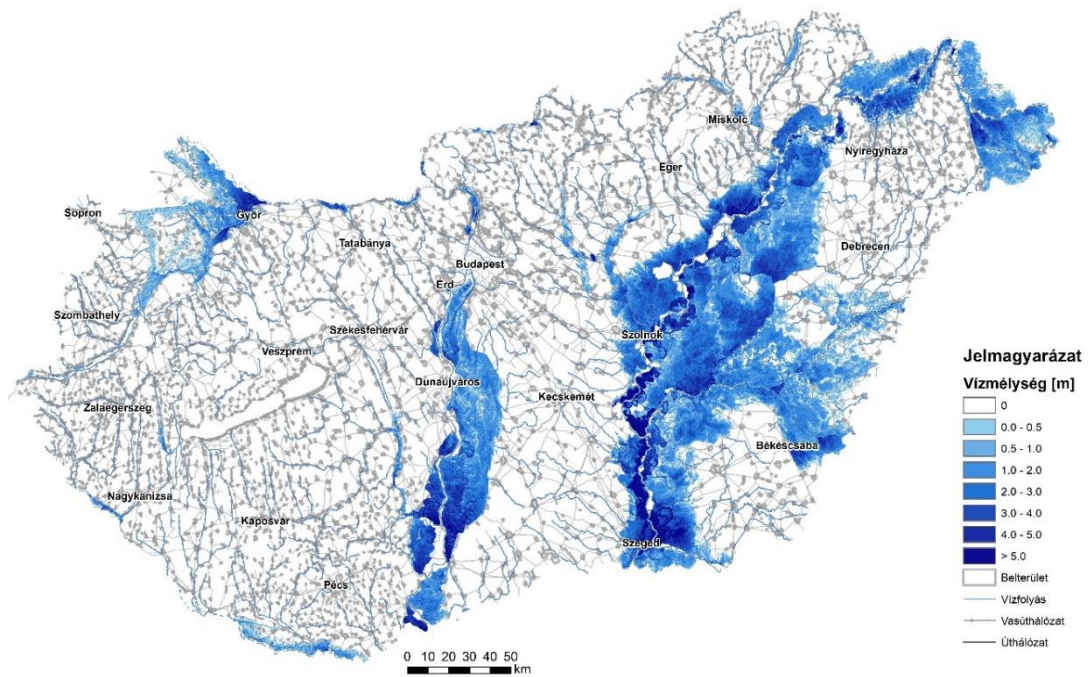 Miskolc
Nyíregyháza
Eger
Sopron
Győr
Tatabánya
Debrecen
Budapest
Érd
Szombathely
Székesfehérvár
Szolnok
Veszprém
Dunaújváros
Kecskemét
Zalaegerszeg
Békéscsaba
Nagykanizsa
Kaposvár
Szeged
Pécs
0 10 20 30 40 50
km
Jelmagyarázat
Vízmélység [m]
0
0.0 - 0.5
0.5 - 1.0
1.0 - 2.0
2.0 - 3.0
3.0 - 4.0
4.0 - 5.0
> 5.0
Belterület
Vízfolyás
Vasúthálózat
Úthálózat